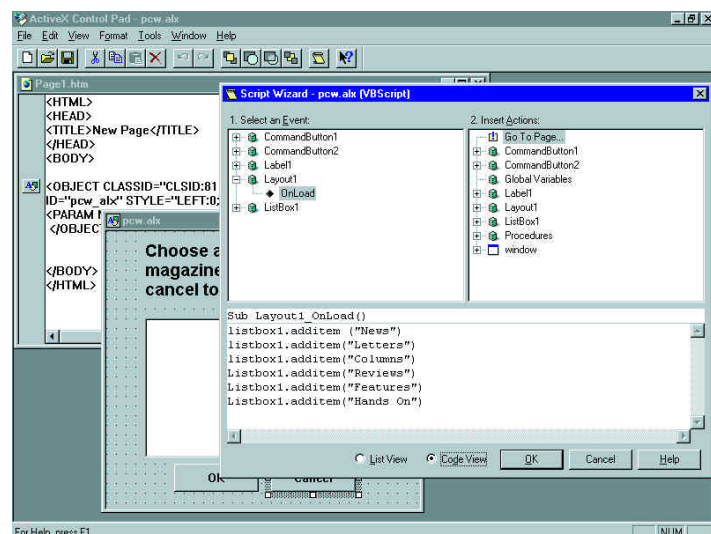 ActiveX Control Pad - pcw.alx
File Edit View Format Tools Window Help
Page1.htm
<HTML>
<HEAD>
<TITLE>New Page</TITLE>
</HEAD>
<BODY>
<OBJECT CLASSID="CLSID:81
ID="pcw_alx" STYLE="LEFT:0;
<PARAM
</OBJEC
</BODY>
</HTML>
pcw.alx
Choose a
magazine
cancel to
OK
Cancel
Script Wizard - pcw.alx (VBScript)
1. Select an Event:
CommandButton1
CommandButton2
Label1
Layout1
OnLoad
ListBox1
2. Insert Actions:
Go To Page...
CommandButton1
CommandButton2
Global Variables
Label1
Layout1
ListBox1
Procedures
window
Sub Layout1_OnLoad()
listbox1.additem ("News")
listbox1.additem("Letters")
listbox1.additem("Columns")
Listbox1.additem("Reviews")
Listbox1.additem("Features")
Listbox1.additem("Hands On")
List View Code View OK Cancel Help
For Help, press F1 NUM